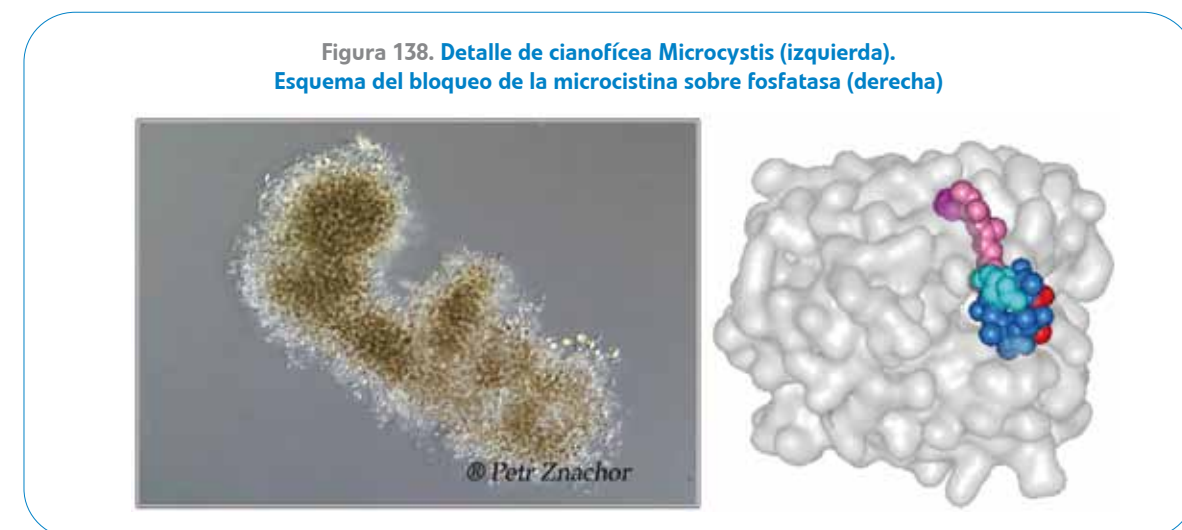 Figura 138. Detalle de cianofícea Microcystis (izquierda).
Esquema del bloqueo de la microcistina sobre fosfatasa (derecha)
® Petr Znachor